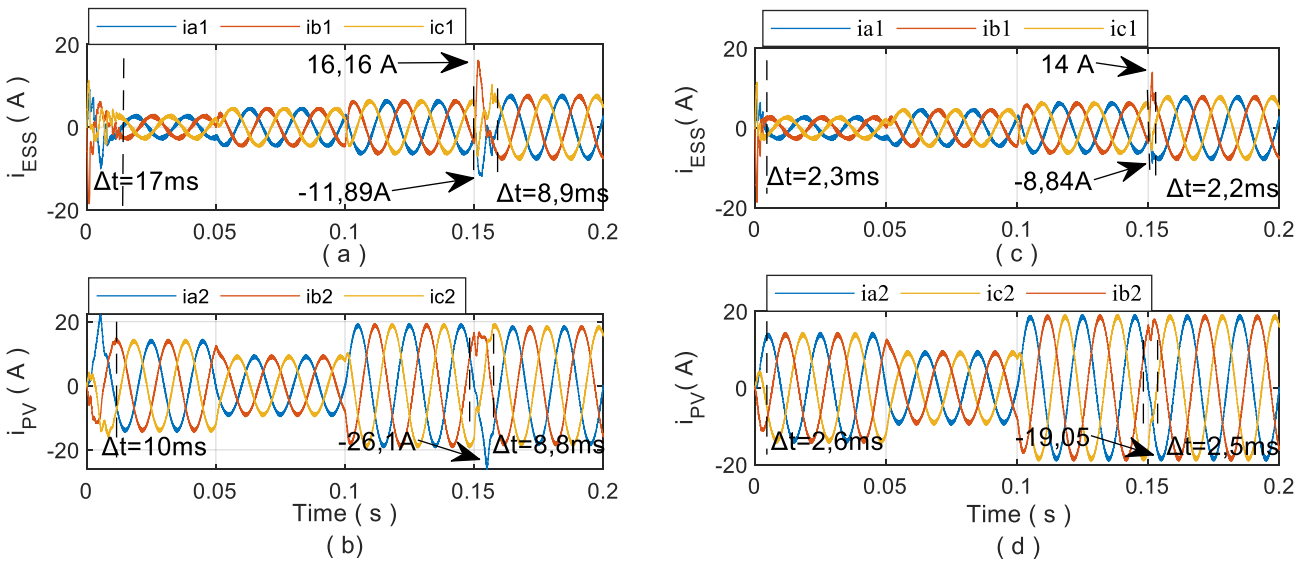 ia1 ib1 ic1
20
0
-20
i_ESS ( A )
16,16 A
-11,89A
Δt=17ms
Δt=8,9ms
0 0.05 0.1 0.15 0.2
( a )
ia2 ib2 ic2
20
0
-20
i_PV ( A )
Δt=10ms
-26,1A
Δt=8,8ms
0 0.05 0.1 0.15 0.2
Time ( s )
( b )
ia1 ib1 ic1
20
0
-20
i_ESS ( A )
14 A
-8,84A
Δt=2,3ms
Δt=2,2ms
0 0.05 0.1 0.15 0.2
( c )
ia2 ic2 ib2
20
0
-20
i_PV ( A )
Δt=2,6ms
-19,05
Δt=2,5ms
0 0.05 0.1 0.15 0.2
Time ( s )
( d )